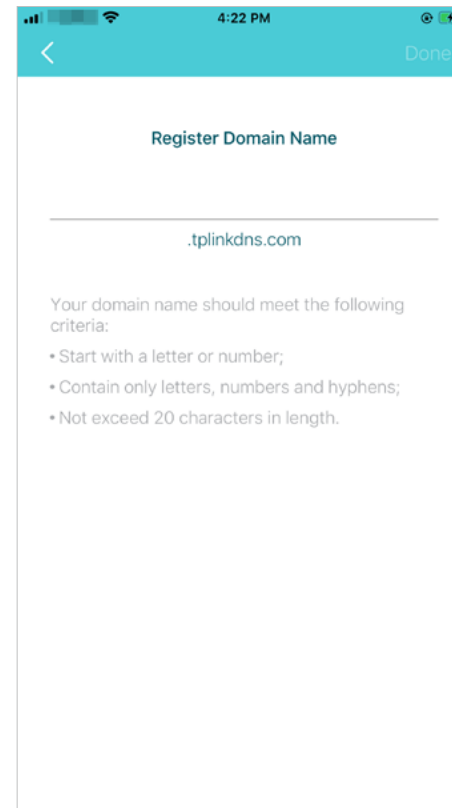 4:22 PM
Done
Register Domain Name
.tplinkdns.com
Your domain name should meet the following
criteria:
• Start with a letter or number;
• Contain only letters, numbers and hyphens;
• Not exceed 20 characters in length.